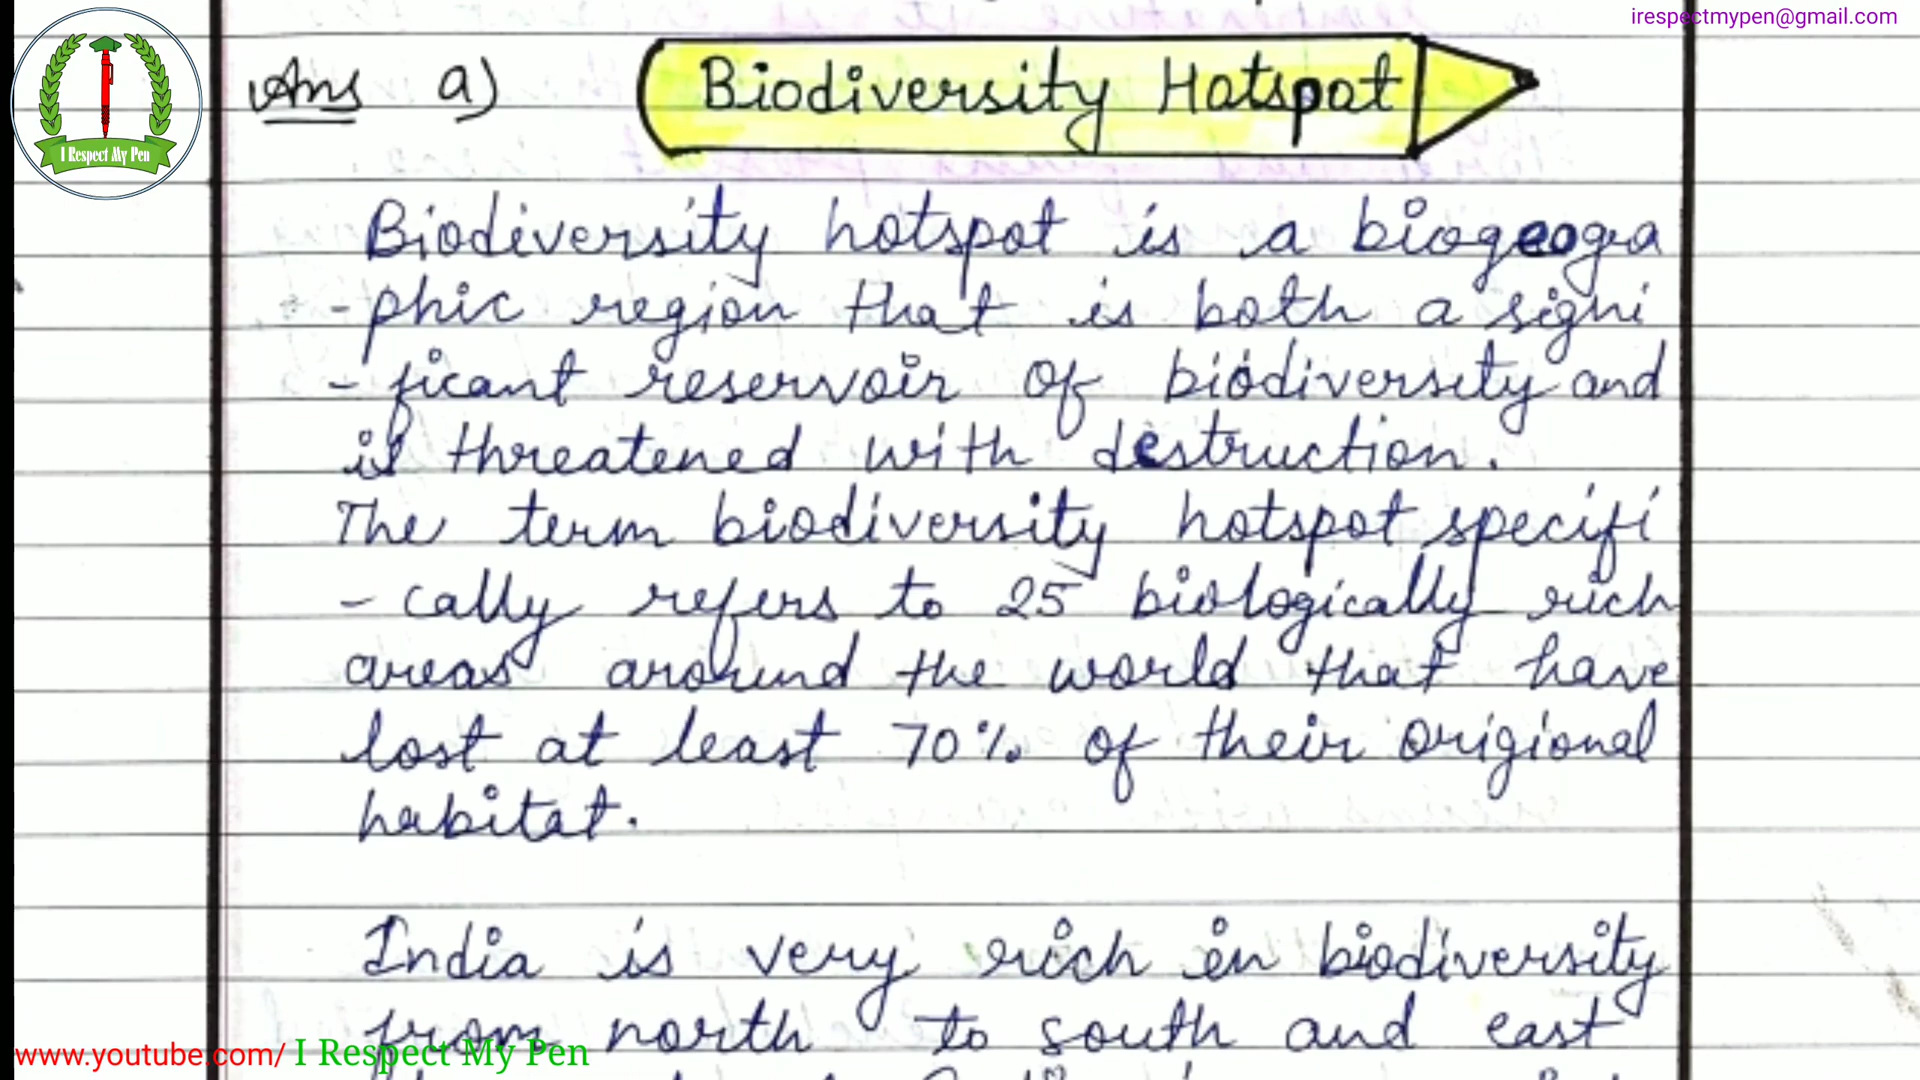 irespectmypen@gmail.com
Ans a) Biodiversity Hotspot
I Respect My Pen
Biodiversity hotspot is a biogeogra
-phic region that is both a signi
-ficant reservoir of biodiversity and
is threatened with destruction.
The term biodiversity hotspot specifi
-cally refers to 25 biologically rich
areas around the world that have
lost at least 70% of their origional
habitat.
India is very rich in biodiversity
from north to south and east
www.youtube.com/ I Respect My Pen